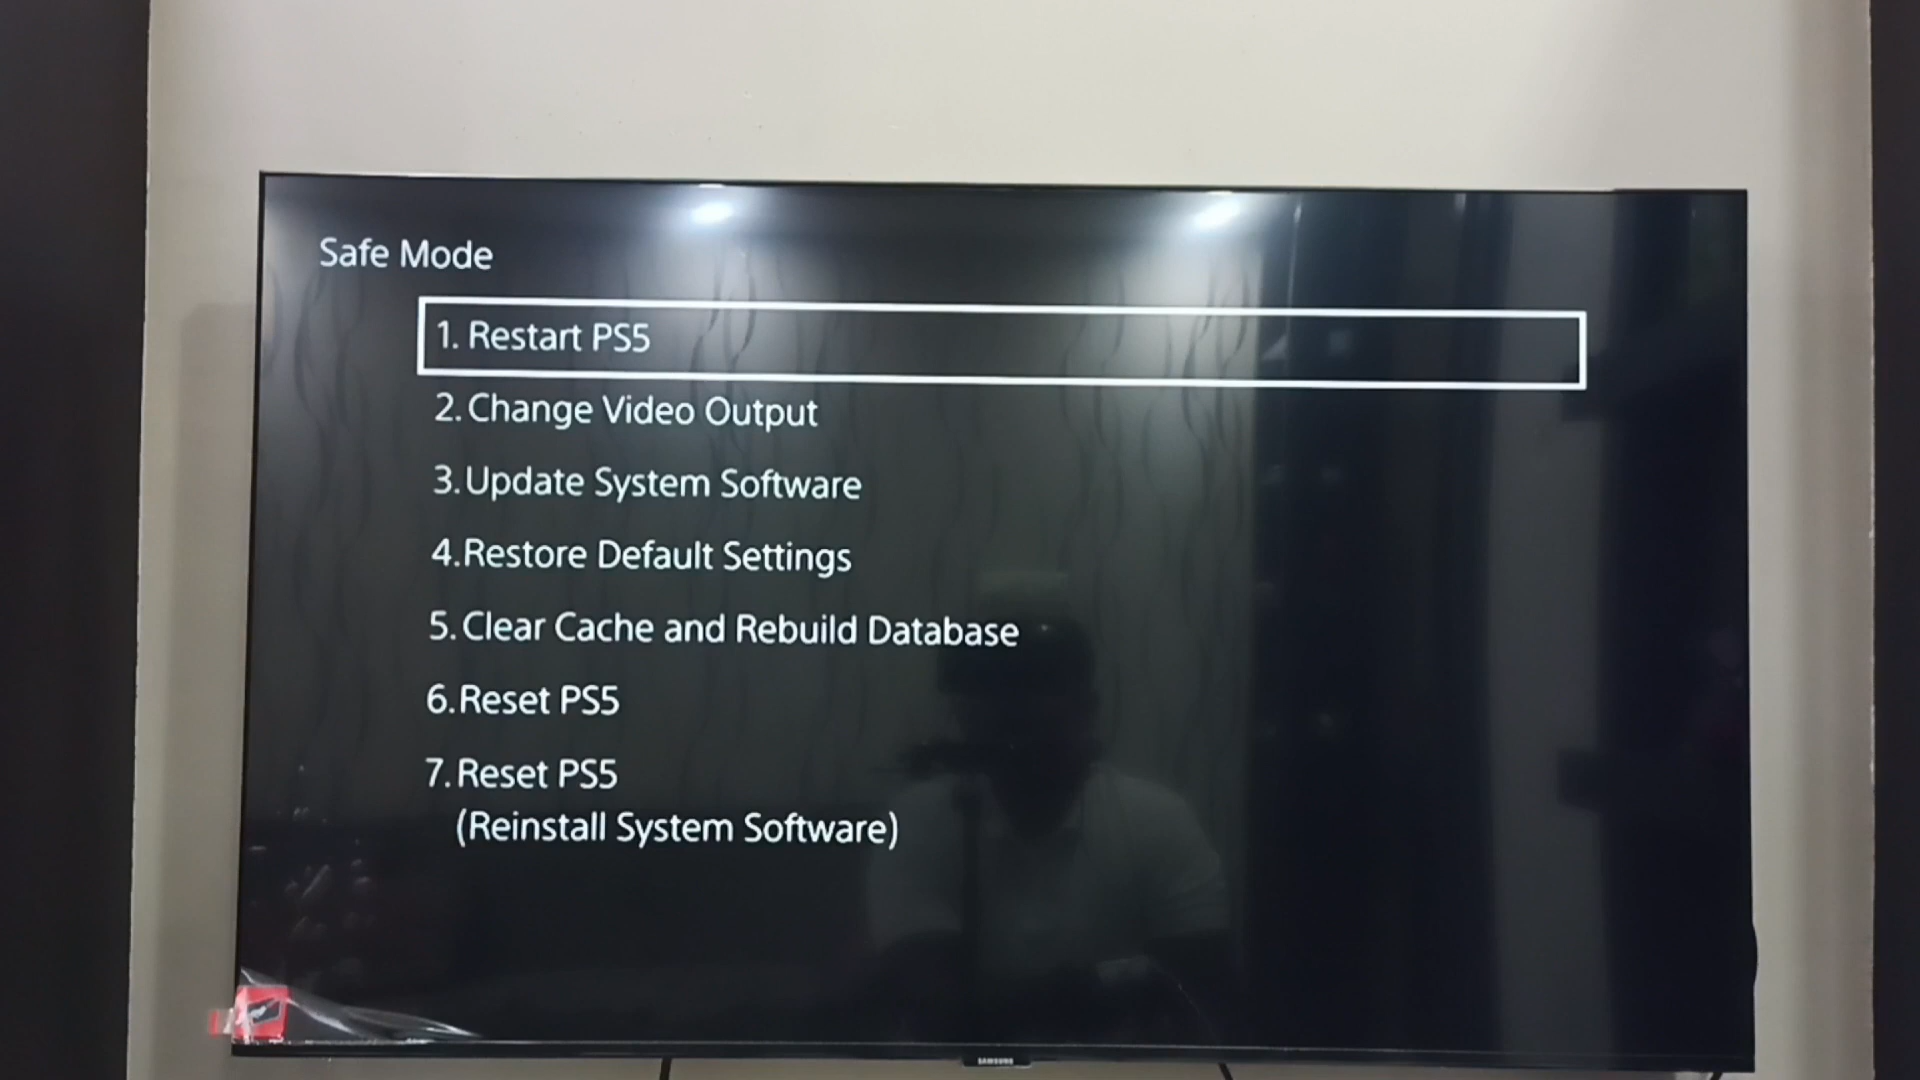 Safe Mode
1. Restart PS5
2. Change Video Output
3. Update System Software
4. Restore Default Settings
5. Clear Cache and Rebuild Database
6. Reset PS5
7. Reset PS5
(Reinstall System Software)
SAMSUNG